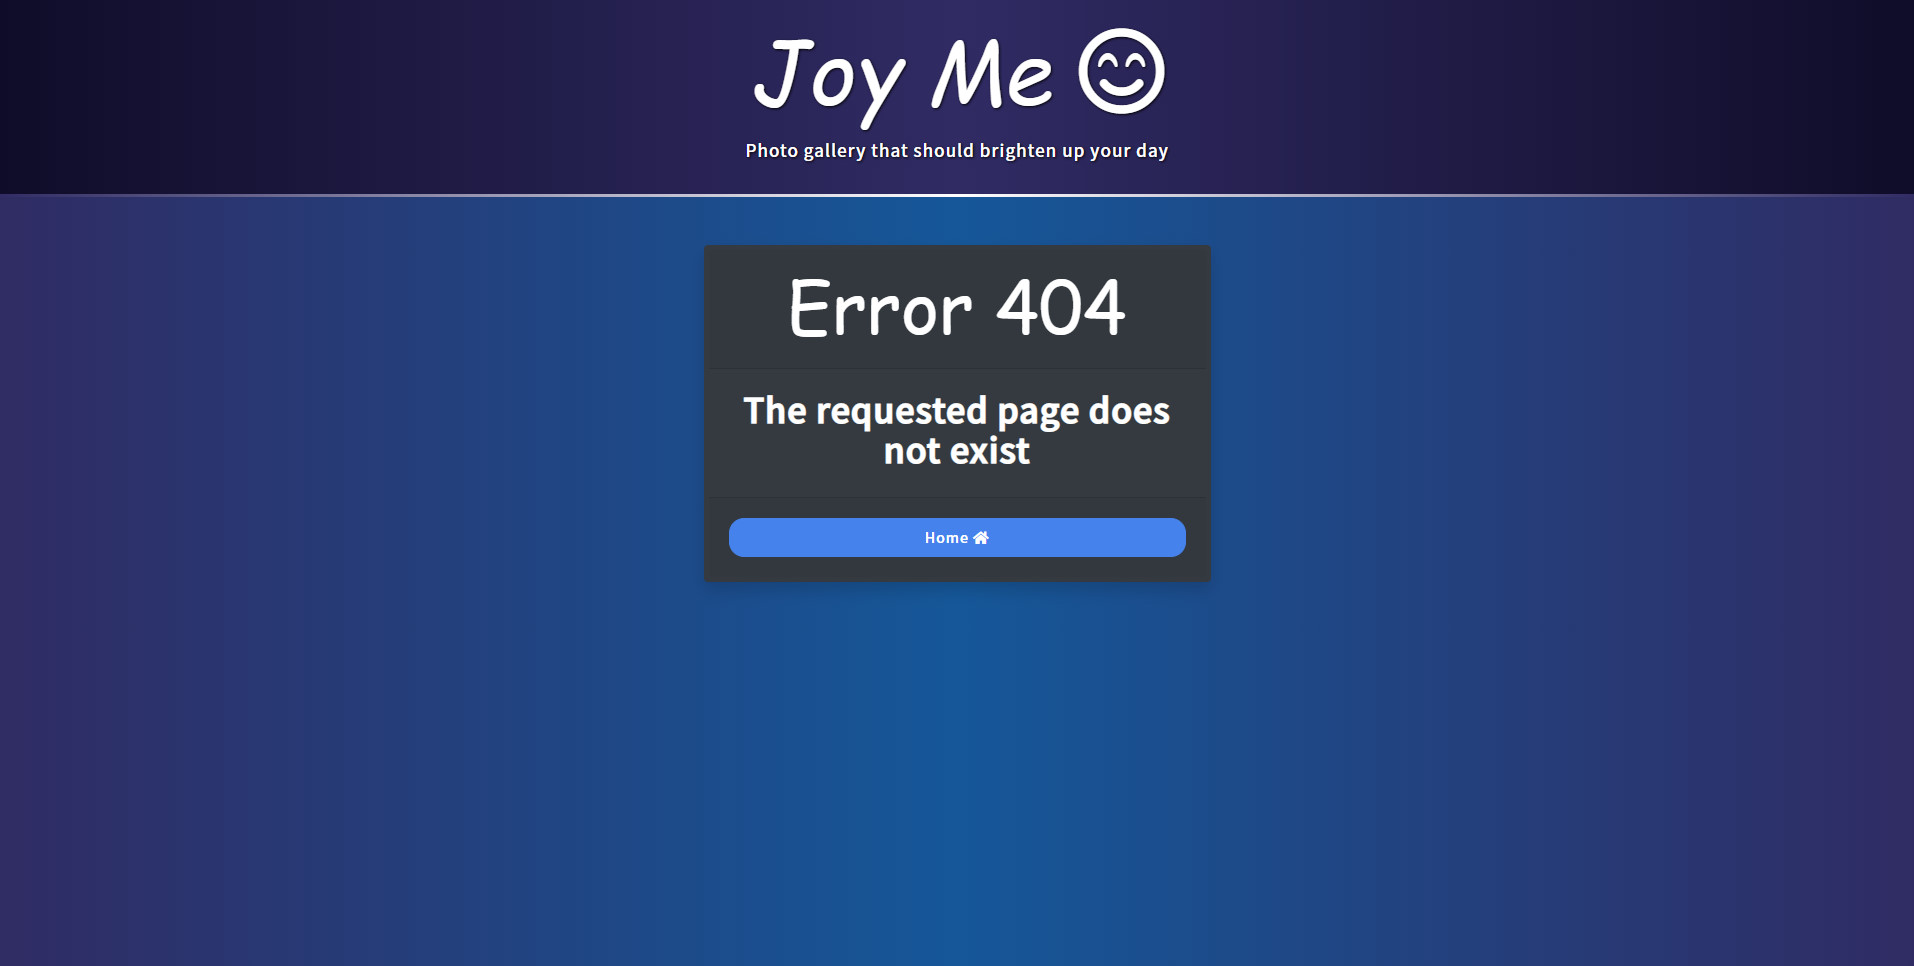 Joy Me
Photo gallery that should brighten up your day
Error 404
The requested page does
not exist
Home